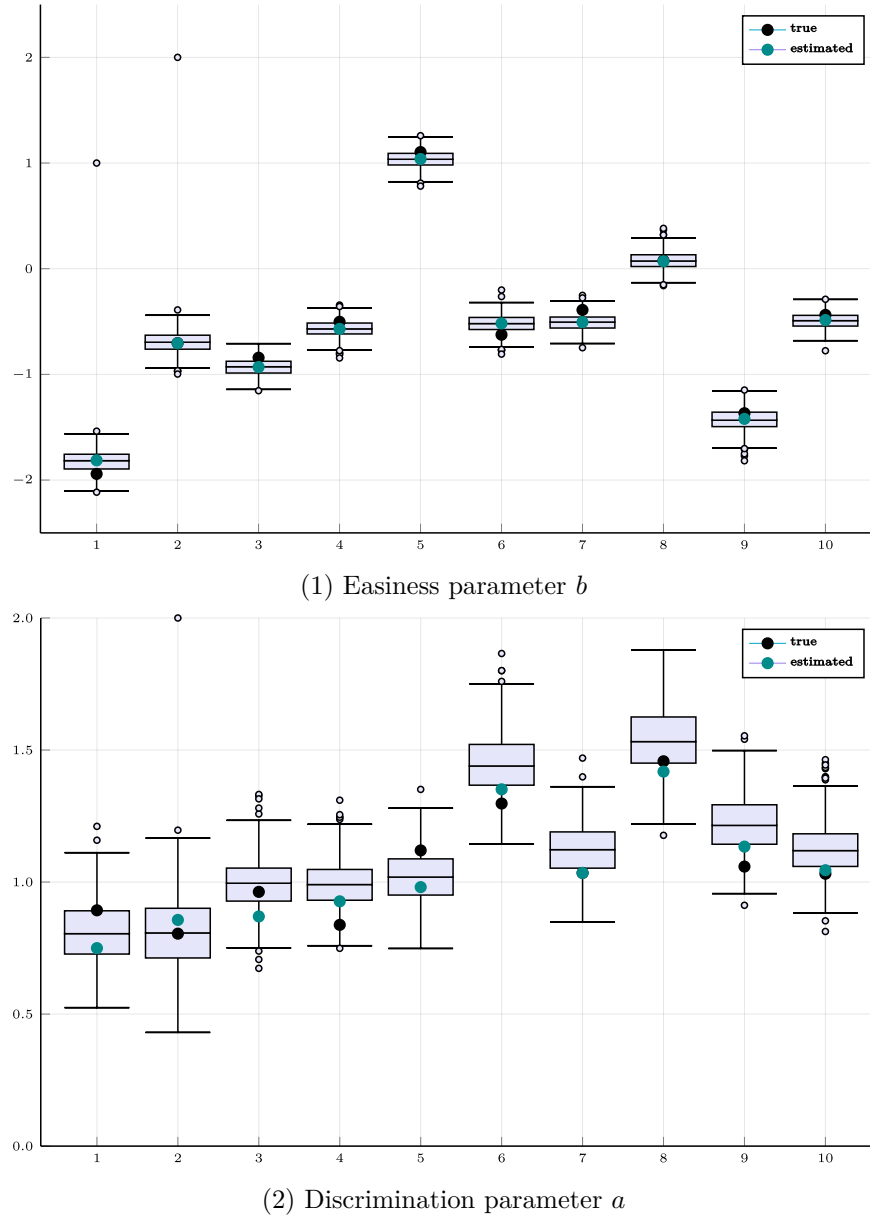 true
estimated
2
1
0
−1
−2
1 2 3 4 5 6 7 8 9 10
(1) Easiness parameter b
true
estimated
2.0
1.5
1.0
0.5
0.0
1 2 3 4 5 6 7 8 9 10
(2) Discrimination parameter a